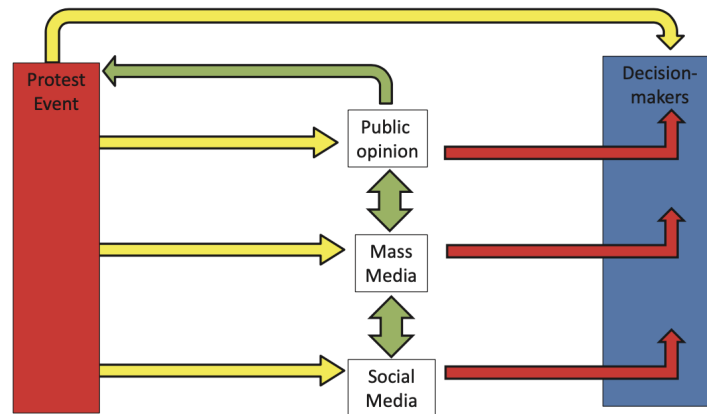 Protest
Event
Decision-
makers
Public
opinion
Mass
Media
Social
Media